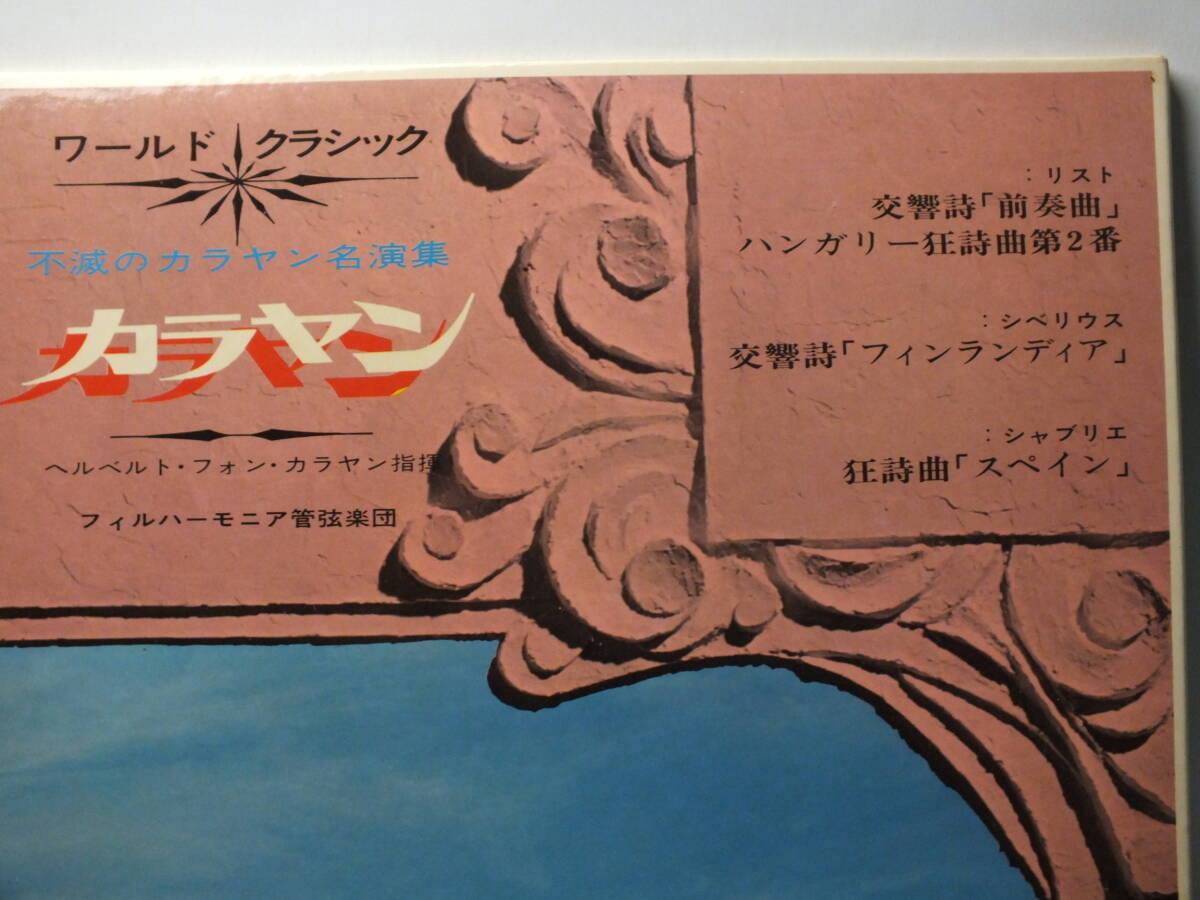 ワールド クラシック
不滅のカラヤン名演集
カラヤン
ヘルベルト・フォン・カラヤン指揮
フィルハーモニア管弦楽団
：リスト
交響詩「前奏曲」
ハンガリー狂詩曲第2番
：シベリウス
交響詩「フィンランディア」
：シャブリエ
狂詩曲「スペイン」